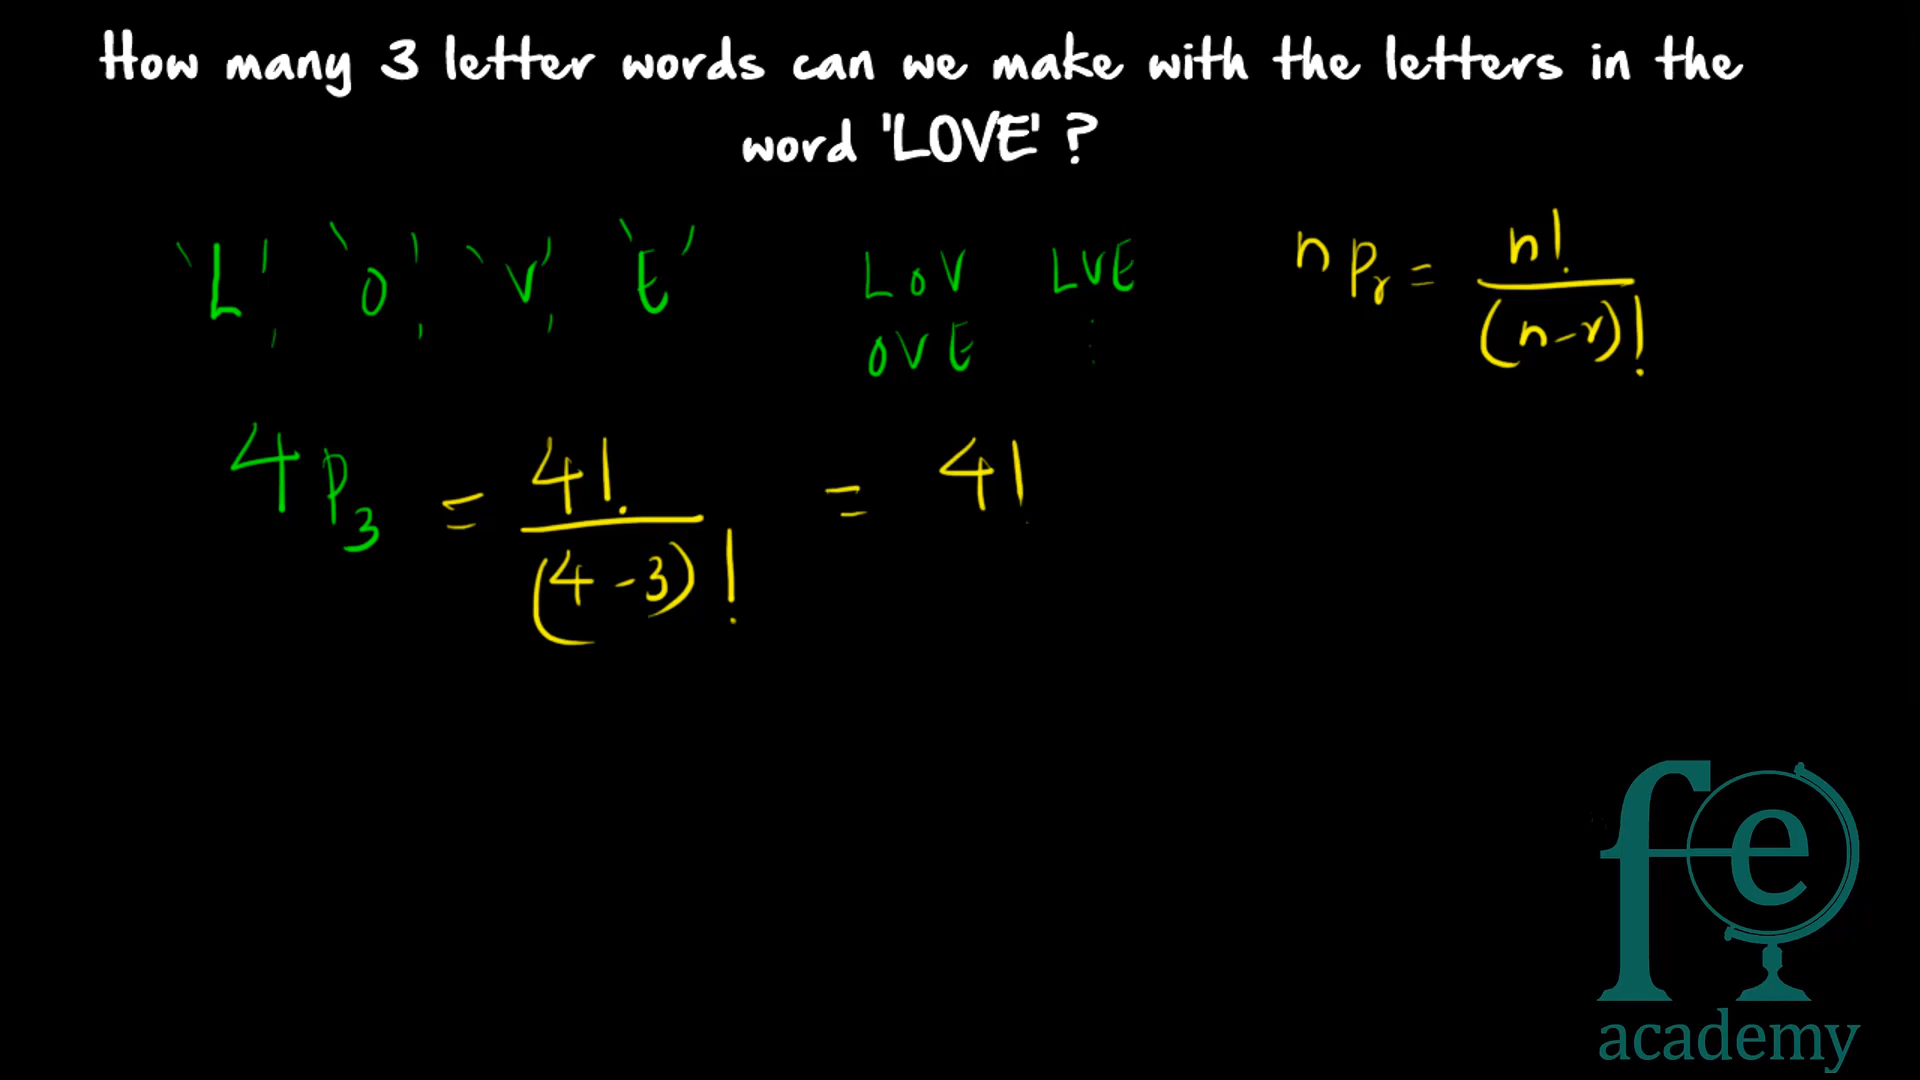 How many 3 letter words can we make with the letters in the
word 'LOVE' ?
'L', 'O', 'V', 'E'
LOV LVE
OVE ⋮
nPr = n! / (n-r)!
4P3 = 4! / (4-3)! = 4!
fe
academy